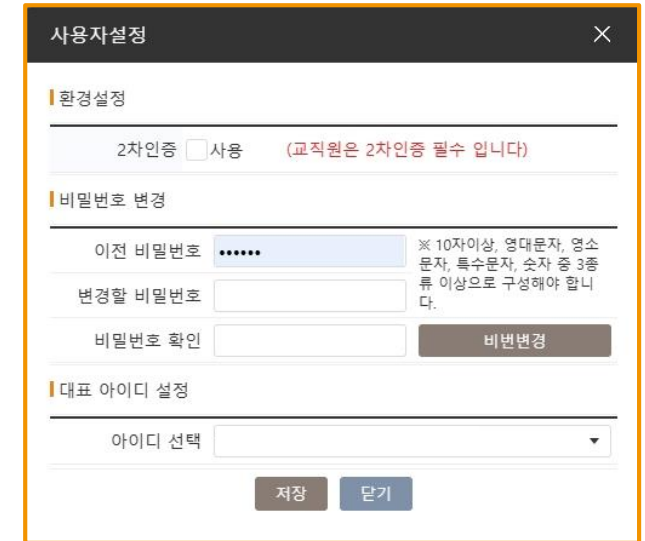 사용자설정
환경설정
2차인증 사용 (교직원은 2차인증 필수 입니다)
비밀번호 변경
이전 비밀번호 ••••••
※ 10자이상, 영대문자, 영소
문자, 특수문자, 숫자 중 3종
류 이상으로 구성해야 합니
다.
변경할 비밀번호
비밀번호 확인 비번변경
대표 아이디 설정
아이디 선택
저장 닫기